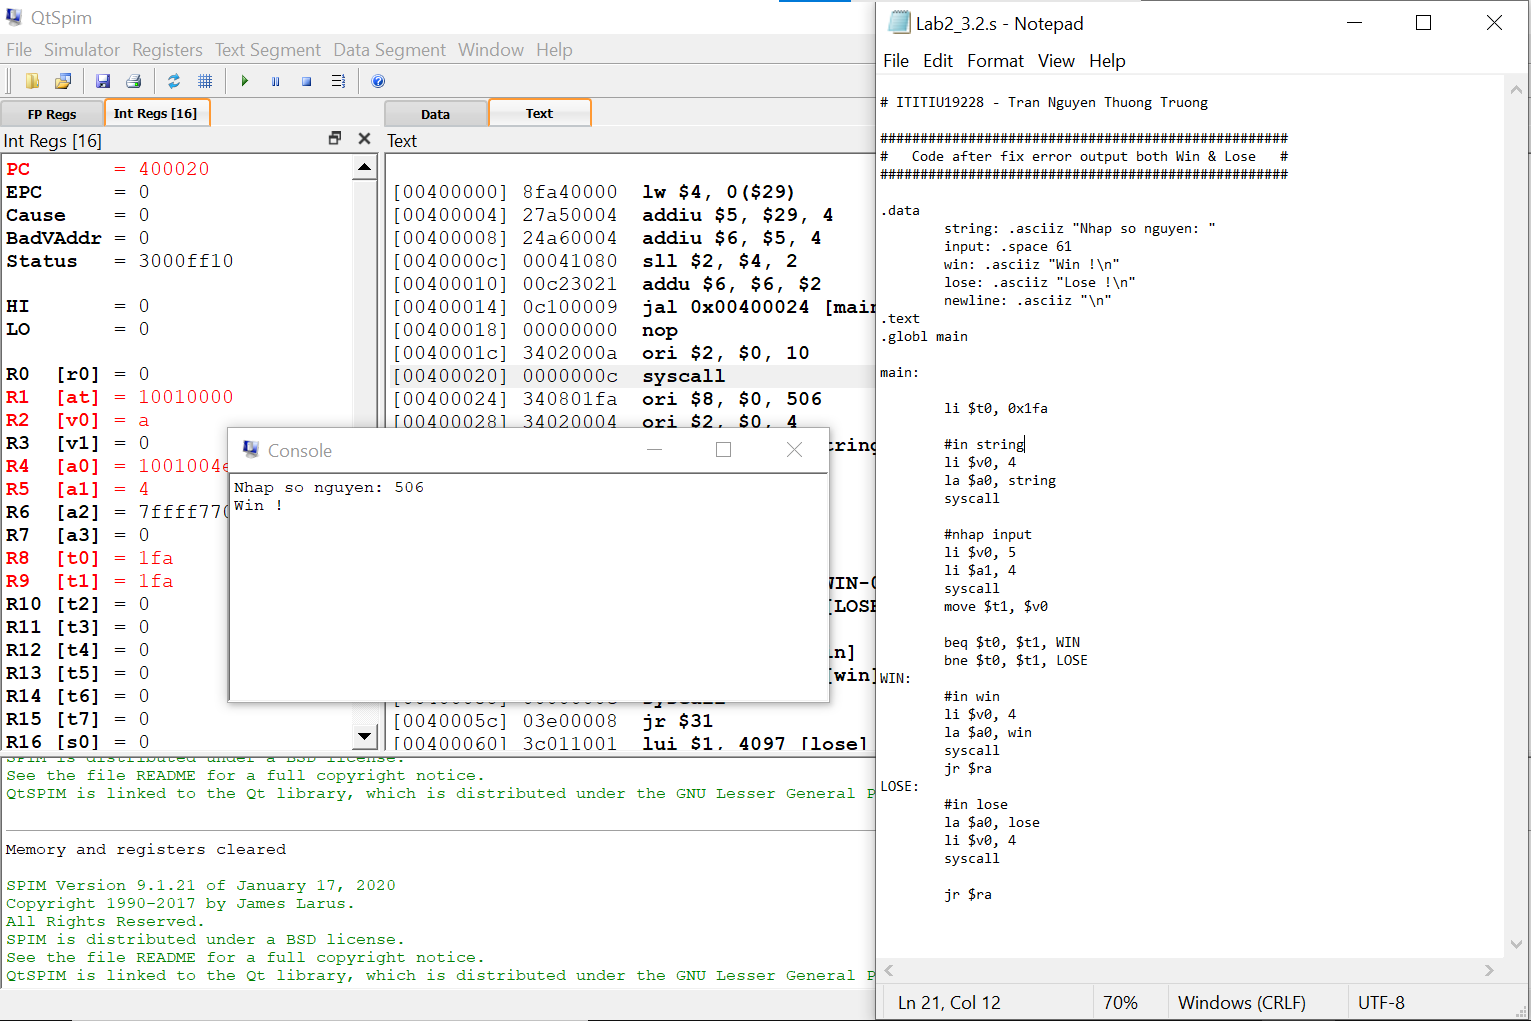 QtSpim
File Simulator Registers Text Segment Data Segment Window Help
FP Regs
Int Regs [16]
Int Regs [16]
PC = 400020
EPC = 0
Cause = 0
BadVAddr = 0
Status = 3000ff10
HI = 0
LO = 0
R0 [r0] = 0
R1 [at] = 10010000
R2 [v0] = a
R3 [v1] = 0
R4 [a0] = 1001004
R5 [a1] = 4
R6 [a2] = 7ffff770
R7 [a3] = 0
R8 [t0] = 1fa
R9 [t1] = 1fa
R10 [t2] = 0
R11 [t3] = 0
R12 [t4] = 0
R13 [t5] = 0
R14 [t6] = 0
R15 [t7] = 0
R16 [s0] = 0
Data
Text
Text
[00400000] 8fa40000 lw $4, 0($29)
[00400004] 27a50004 addiu $5, $29, 4
[00400008] 24a60004 addiu $6, $5, 4
[0040000c] 00041080 sll $2, $4, 2
[00400010] 00c23021 addu $6, $6, $2
[00400014] 0c100009 jal 0x00400024 [main
[00400018] 00000000 nop
[0040001c] 3402000a ori $2, $0, 10
[00400020] 0000000c syscall
[00400024] 340801fa ori $8, $0, 506
[00400028] 34020004 ori $2, $0, 4
tring
WIN-0
[LOSE
in]
[win]
syscall
[0040005c] 03e00008 jr $31
[00400060] 3c011001 lui $1, 4097 [lose]
Console
Nhap so nguyen: 506
Win !
SPIM is distributed under a BSD license.
See the file README for a full copyright notice.
QtSPIM is linked to the Qt library, which is distributed under the GNU Lesser General P
Memory and registers cleared
SPIM Version 9.1.21 of January 17, 2020
Copyright 1990-2017 by James Larus.
All Rights Reserved.
SPIM is distributed under a BSD license.
See the file README for a full copyright notice.
QtSPIM is linked to the Qt library, which is distributed under the GNU Lesser General P
Lab2_3.2.s - Notepad
File Edit Format View Help
# ITITIU19228 - Tran Nguyen Thuong Truong
###################################################
# Code after fix error output both Win & Lose #
###################################################
.data
string: .asciiz "Nhap so nguyen: "
input: .space 61
win: .asciiz "Win !\n"
lose: .asciiz "Lose !\n"
newline: .asciiz "\n"
.text
.globl main
main:
li $t0, 0x1fa
#in string
li $v0, 4
la $a0, string
syscall
#nhap input
li $v0, 5
li $a1, 4
syscall
move $t1, $v0
beq $t0, $t1, WIN
bne $t0, $t1, LOSE
WIN:
#in win
li $v0, 4
la $a0, win
syscall
jr $ra
LOSE:
#in lose
la $a0, lose
li $v0, 4
syscall
jr $ra
Ln 21, Col 12
70%
Windows (CRLF)
UTF-8